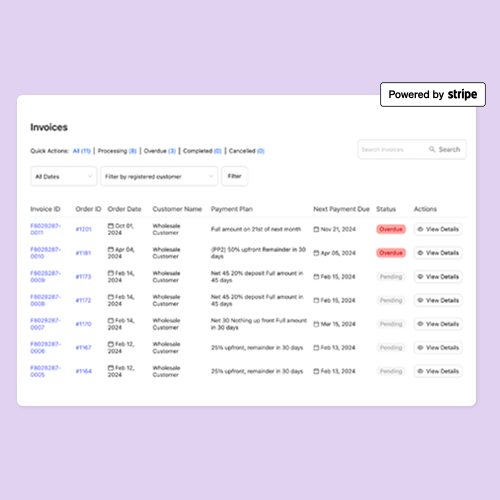 Powered by stripe
Invoices
Quick Actions: All (11) | Processing (8) | Overdue (3) | Completed (0) | Cancelled (0)
Search Invoices
Search
All Dates
Filter by registered customer
Filter
Invoice ID Order ID Order Date Customer Name Payment Plan Next Payment Due Status Actions
F8029287- #1201 Oct 01, Wholesale Full amount on 21st of next month Nov 21, 2024 Overdue View Details
0011 2024 Customer
F8029287- #1181 Apr 04, Wholesale (PP2) 50% upfront Remainder in 30 Apr 05, 2024 Overdue View Details
0010 2024 Customer days
F8029287- #1173 Feb 14, Wholesale Net 45 20% deposit Full amount in Feb 15, 2024 Pending View Details
0009 2024 Customer 45 days
F8029287- #1172 Feb 14, Wholesale Net 45 20% deposit Full amount in Feb 15, 2024 Pending View Details
0008 2024 Customer 45 days
F8029287- #1170 Feb 14, Wholesale Net 30 Nothing up front Full amount Mar 15, 2024 Pending View Details
0007 2024 Customer in 30 days
F8029287- #1167 Feb 12, Wholesale 25% upfront, remainder in 30 days Feb 13, 2024 Pending View Details
0006 2024 Customer
F8029287- #1164 Feb 12, Wholesale 25% upfront, remainder in 30 days Feb 13, 2024 Pending View Details
0005 2024 Customer